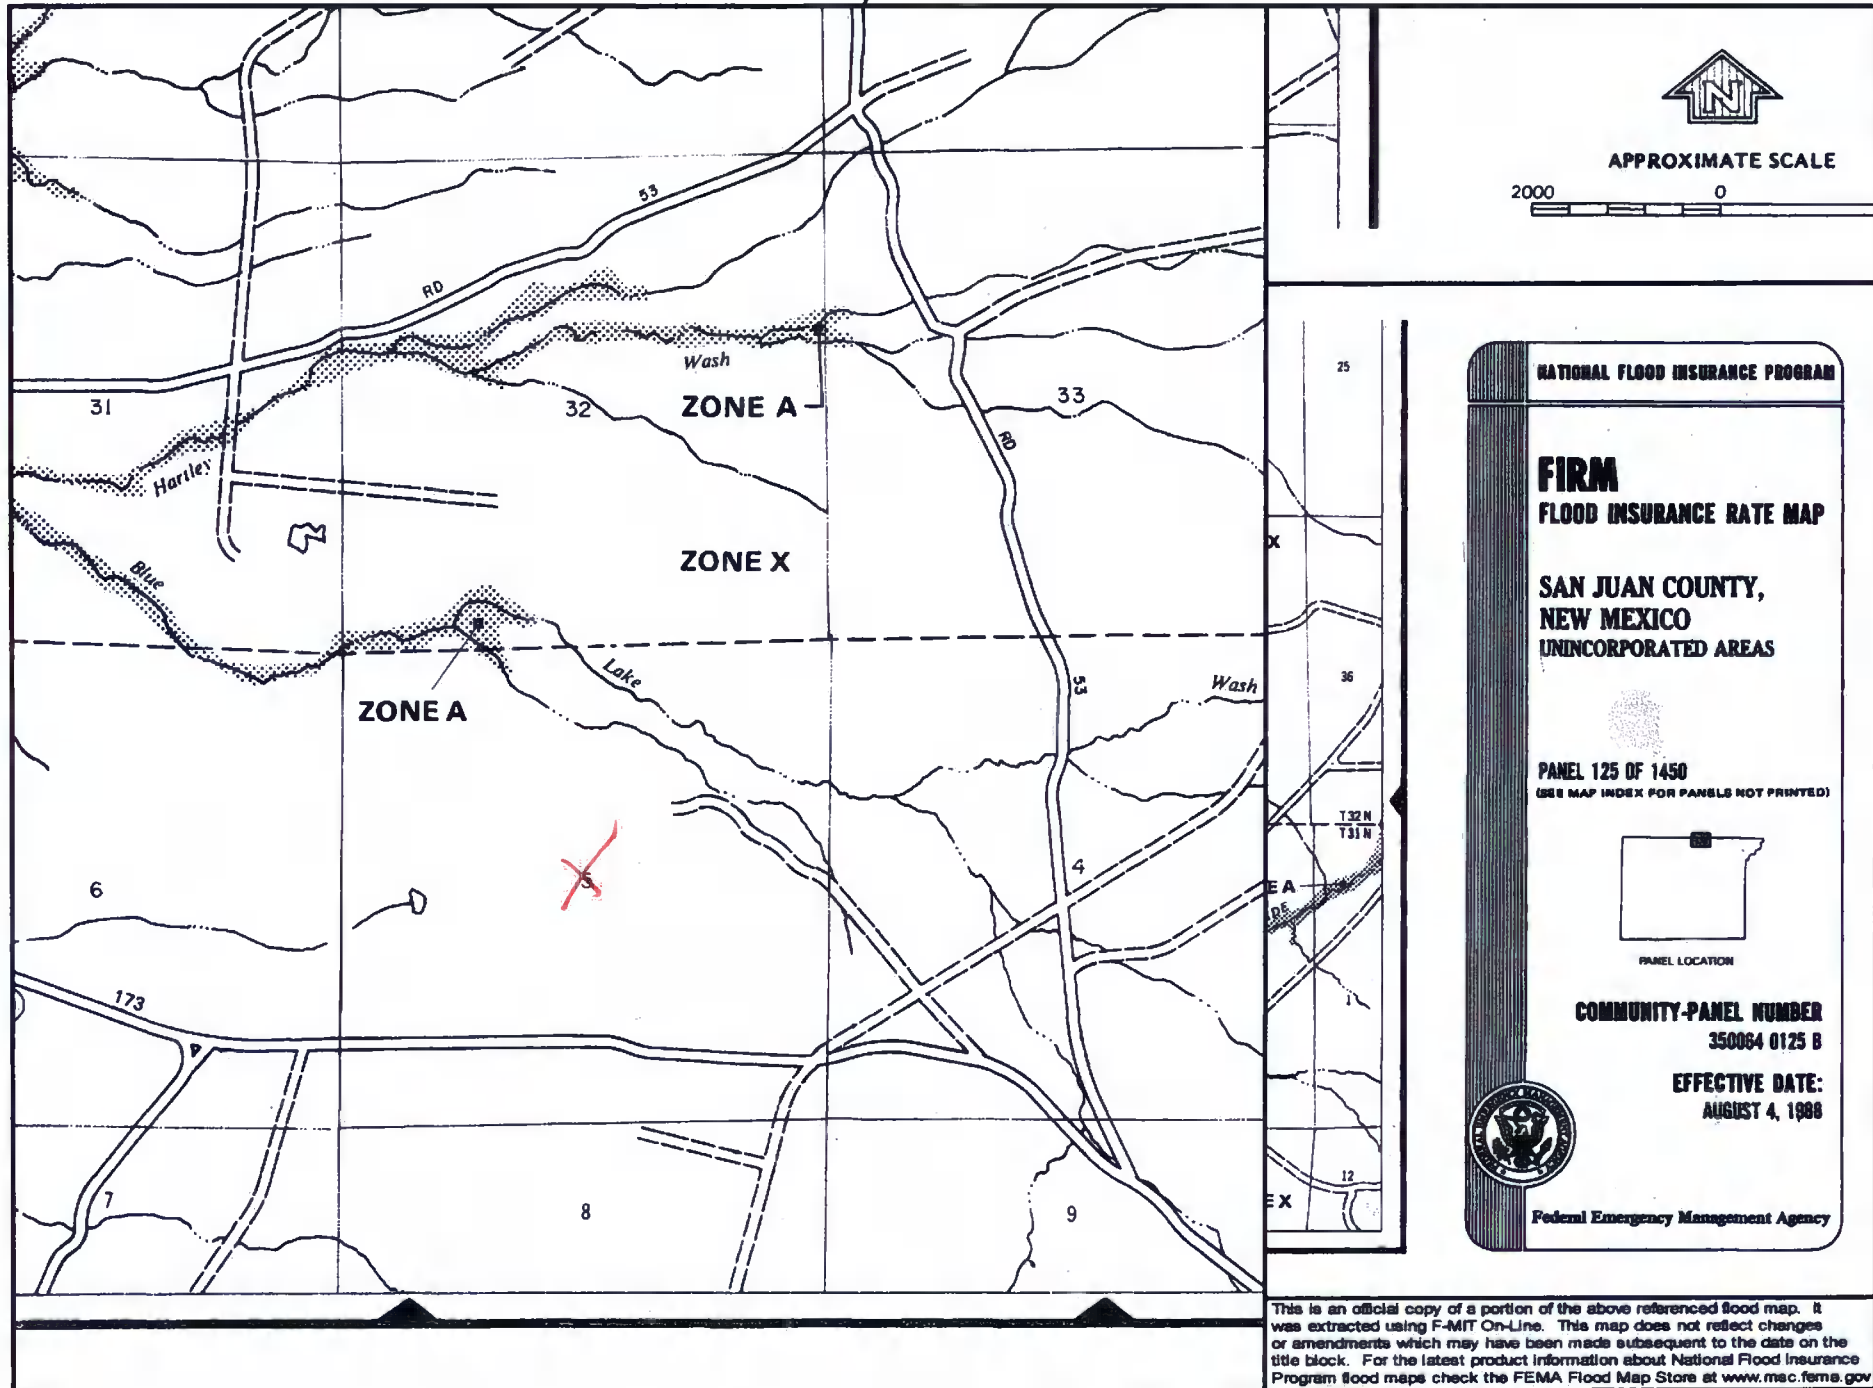 APPROXIMATE SCALE
2000 0
53
RD
Wash
31
32
ZONE A
33
RD
Hartley
ZONE X
Blue
Lake
53
Wash
ZONE A
6
5
4
173
7
8
9
25
X
36
T32N
T31N
E A
DE
1
12
E X
NATIONAL FLOOD INSURANCE PROGRAM
FIRM
FLOOD INSURANCE RATE MAP
SAN JUAN COUNTY,
NEW MEXICO
UNINCORPORATED AREAS
PANEL 125 OF 1450
(SEE MAP INDEX FOR PANELS NOT PRINTED)
PANEL LOCATION
COMMUNITY-PANEL NUMBER
350064 0125 B
EFFECTIVE DATE:
AUGUST 4, 1988
Federal Emergency Management Agency
This is an official copy of a portion of the above referenced flood map. It
was extracted using F-MIT On-Line. This map does not reflect changes
or amendments which may have been made subsequent to the date on the
title block. For the latest product information about National Flood Insurance
Program flood maps check the FEMA Flood Map Store at www.msc.fema.gov